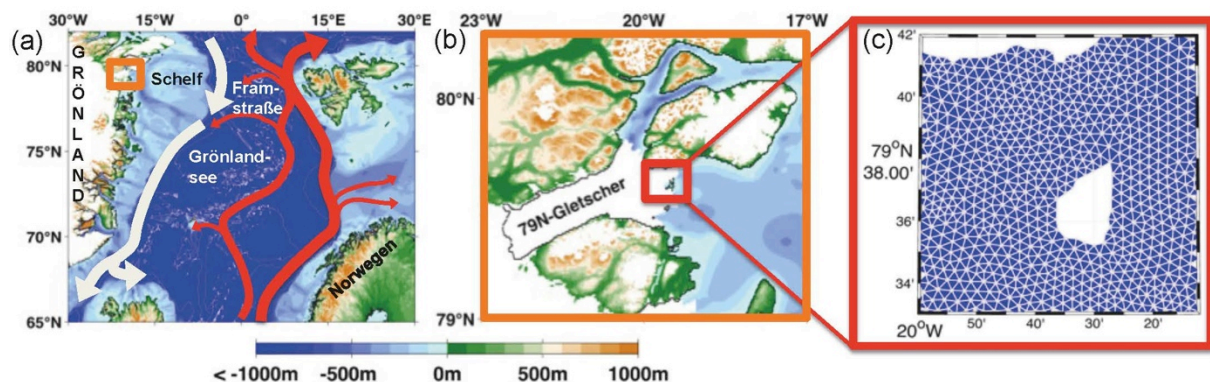 (a)
30°W 15°W 0° 15°E 30°E
80°N
75°N
70°N
65°N
GRÖNLAND
Schelf
Fram-
straße
Grönland-
see
Norwegen
(b)
23°W 20°W 17°W
80°N
79°N
79N-Gletscher
(c)
42'
40'
79°N
38.00'
36'
34'
20°W 50' 40' 30' 20'
< -1000m -500m 0m 500m 1000m